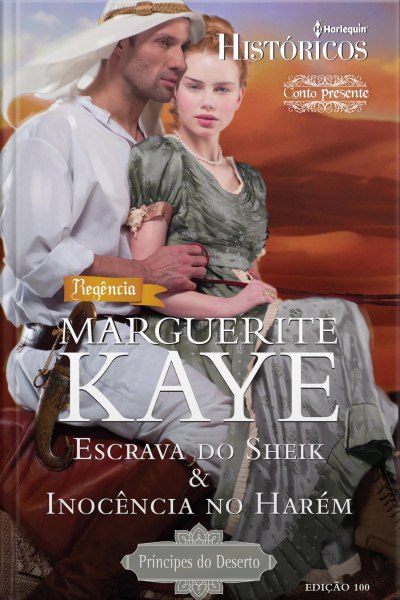 Harlequin
HISTÓRICOS
Conto presente
Regência
MARGUERITE
KAYE
ESCRAVA DO SHEIK
&
INOCÊNCIA NO HARÉM
Príncipes do Deserto
EDIÇÃO 100